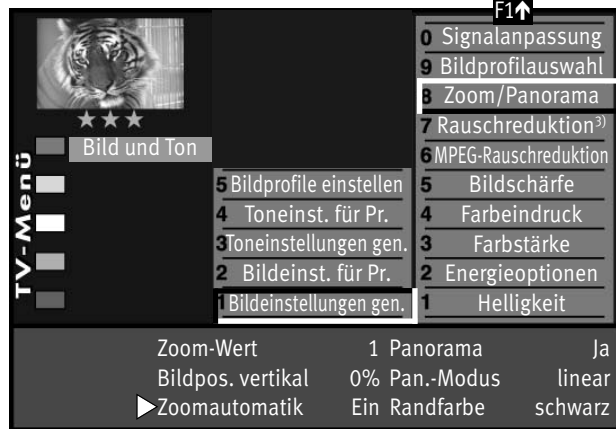 F1↑
0 Signalanpassung
9 Bildprofilauswahl
8 Zoom/Panorama
7 Rauschreduktion³⁾
6 MPEG-Rauschreduktion
5 Bildschärfe
4 Farbeindruck
3 Farbstärke
2 Energieoptionen
1 Helligkeit
TV-Menü
Bild und Ton
5 Bildprofile einstellen
4 Toneinst. für Pr.
3 Toneinstellungen gen.
2 Bildeinst. für Pr.
1 Bildeinstellungen gen.
Zoom-Wert 1 Panorama Ja
Bildpos. vertikal 0% Pan.-Modus linear
Zoomautomatik Ein Randfarbe schwarz